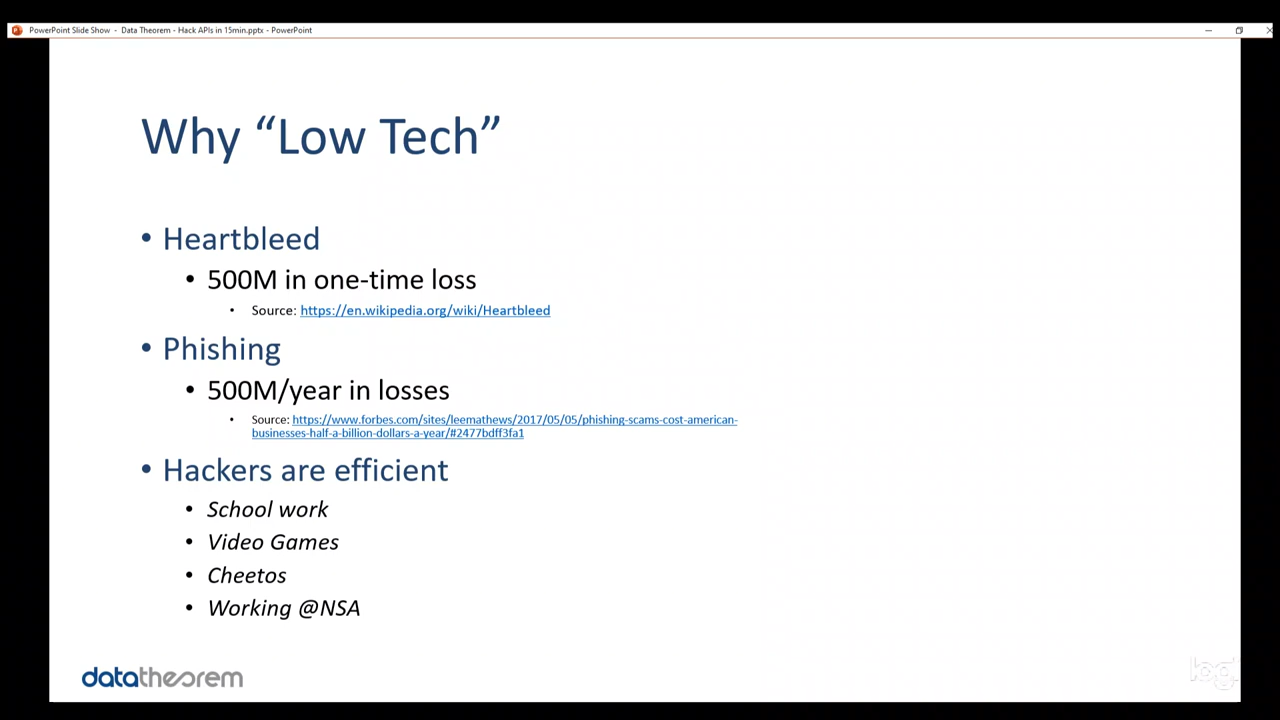 PowerPoint Slide Show - Data Theorem - Hack APIs in 15min.pptx - PowerPoint
Why “Low Tech”
• Heartbleed
• 500M in one-time loss
• Source: https://en.wikipedia.org/wiki/Heartbleed
• Phishing
• 500M/year in losses
• Source: https://www.forbes.com/sites/leemathews/2017/05/05/phishing-scams-cost-american-
businesses-half-a-billion-dollars-a-year/#2477bdff3fa1
• Hackers are efficient
• School work
• Video Games
• Cheetos
• Working @NSA
datatheorem